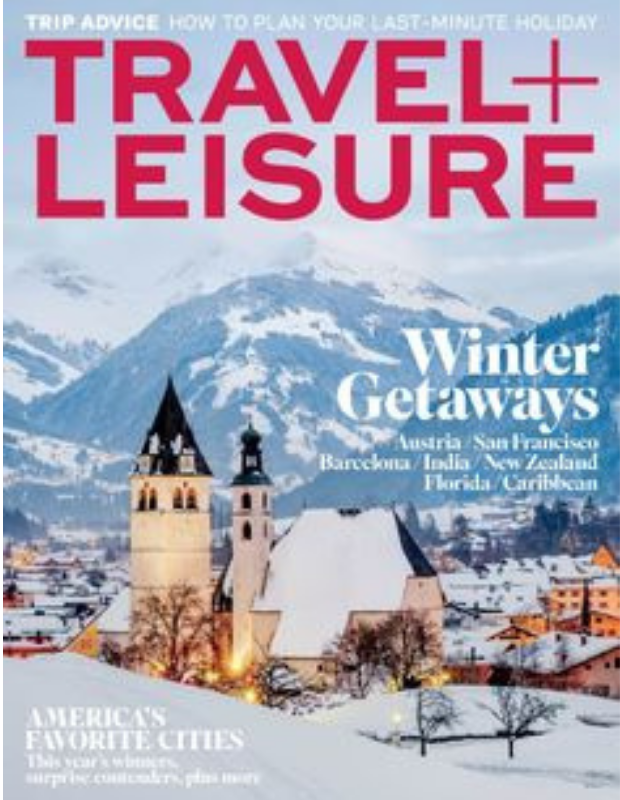 TRIP ADVICE HOW TO PLAN YOUR LAST-MINUTE HOLIDAY
TRAVEL+
LEISURE
Winter
Getaways
Austria / San Francisco
Barcelona / India / New Zealand
Florida / Caribbean
AMERICA'S
FAVORITE CITIES
This year's winners,
surprise contenders, plus more